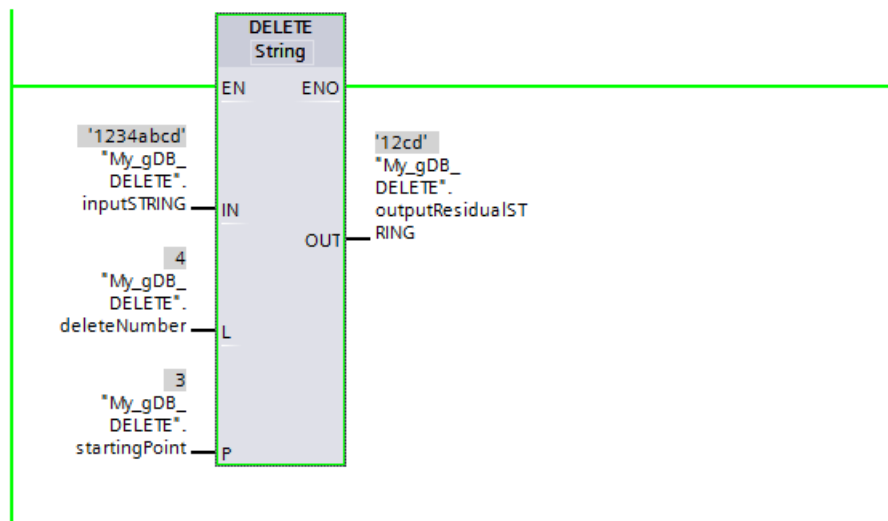 DELETE
String
EN ENO
'1234abcd'
"My_gDB_
DELETE".
inputSTRING
IN
'12cd'
"My_gDB_
DELETE".
outputResidualST
RING
OUT
4
"My_gDB_
DELETE".
deleteNumber
L
3
"My_gDB_
DELETE".
startingPoint
P